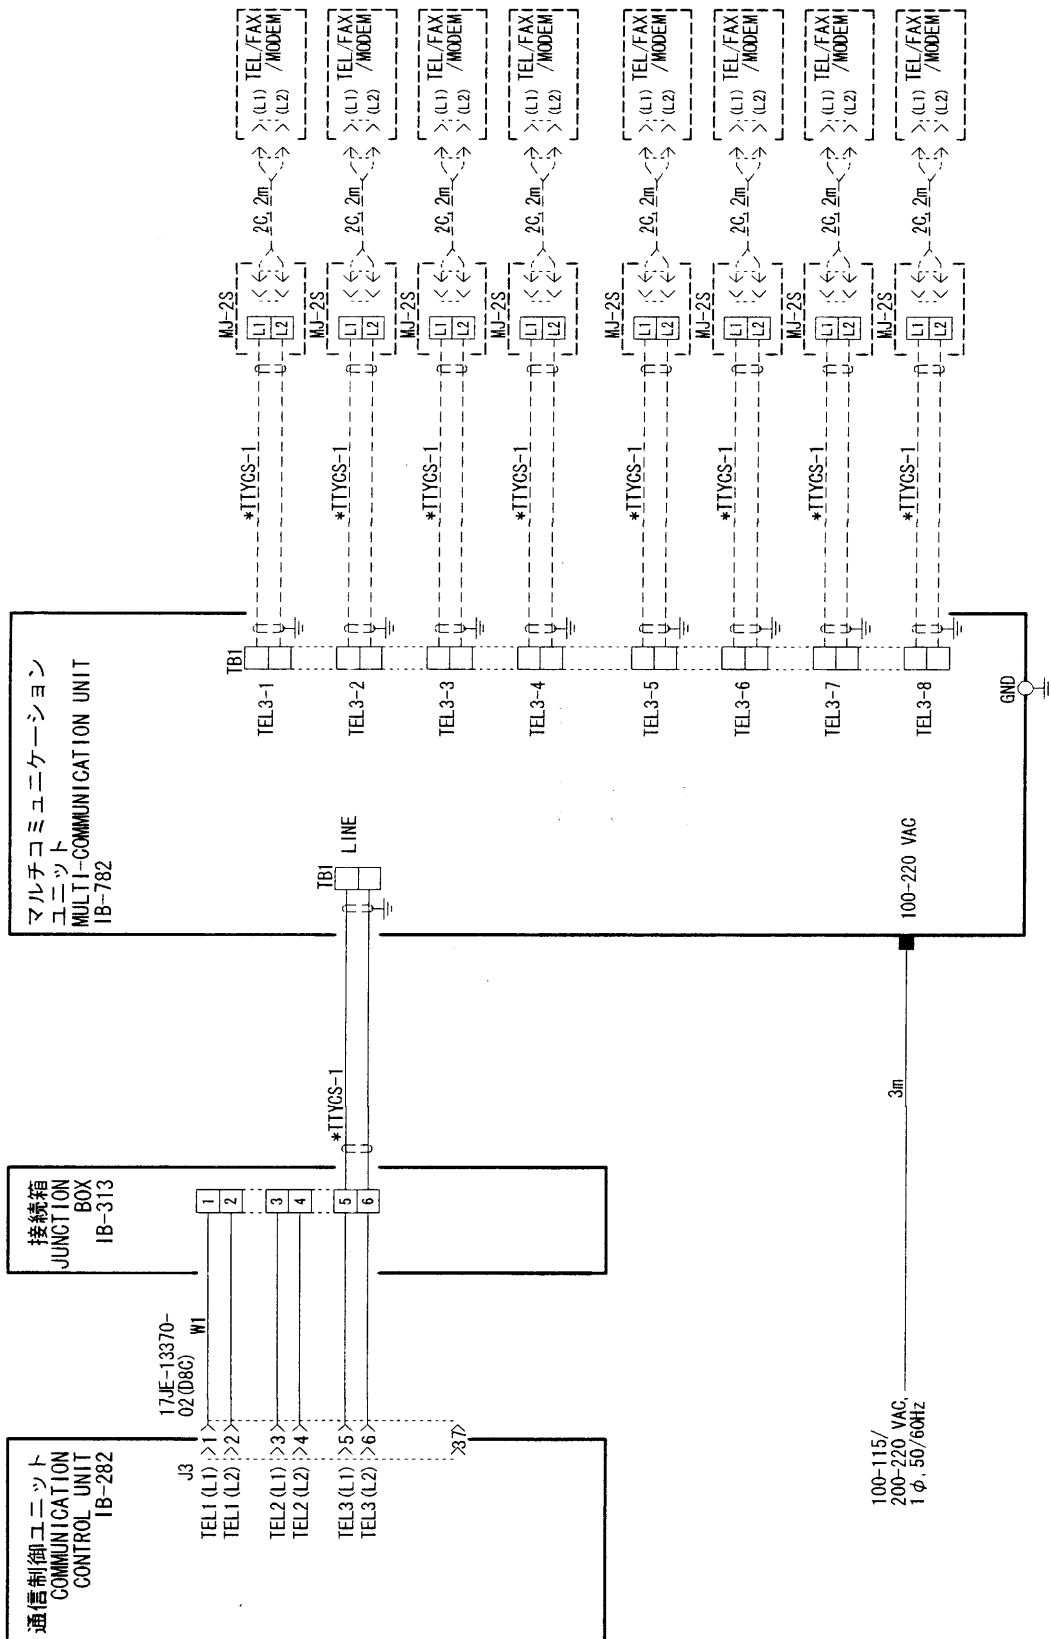 通信制御ユニット
COMMUNICATION
CONTROL UNIT
IB-282
J3
TEL1(L1)
1
TEL1(L2)
2
TEL2(L1)
3
TEL2(L2)
4
TEL3(L1)
5
TEL3(L2)
6
37
17JE-13370-
02(D8C)
W1
接続箱
JUNCTION
BOX
IB-313
1
2
3
4
5
6
*TTYCS-1
マルチコミュニケーション
ユニット
MULTI-COMMUNICATION UNIT
IB-782
TB1
LINE
100-115/
200-220 VAC,
1φ, 50/60Hz
3m
100-220 VAC
GND
TB1
TEL3-1
*TTYCS-1
MJ-2S
L1
L2
2C, 2m
(L1)
(L2)
TEL/FAX
/MODEM
TEL3-2
*TTYCS-1
MJ-2S
L1
L2
2C, 2m
(L1)
(L2)
TEL/FAX
/MODEM
TEL3-3
*TTYCS-1
MJ-2S
L1
L2
2C, 2m
(L1)
(L2)
TEL/FAX
/MODEM
TEL3-4
*TTYCS-1
MJ-2S
L1
L2
2C, 2m
(L1)
(L2)
TEL/FAX
/MODEM
TEL3-5
*TTYCS-1
MJ-2S
L1
L2
2C, 2m
(L1)
(L2)
TEL/FAX
/MODEM
TEL3-6
*TTYCS-1
MJ-2S
L1
L2
2C, 2m
(L1)
(L2)
TEL/FAX
/MODEM
TEL3-7
*TTYCS-1
MJ-2S
L1
L2
2C, 2m
(L1)
(L2)
TEL/FAX
/MODEM
TEL3-8
*TTYCS-1
MJ-2S
L1
L2
2C, 2m
(L1)
(L2)
TEL/FAX
/MODEM